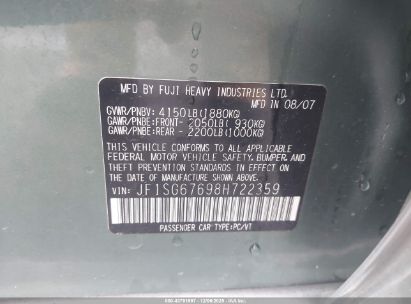 MFD BY FUJI HEAVY INDUSTRIES LTD.
MFD IN 08/07
GVWR/PNBV: 4150LB(1880KG)
GAWR/PNBE:FRONT- 2050LB( 930KG)
GAWR/PNBE:REAR - 2200LB(1000KG)
THIS VEHICLE CONFORMS TO ALL APPLICABLE
FEDERAL MOTOR VEHICLE SAFETY, BUMPER, AND
THEFT PREVENTION STANDARDS IN EFFECT
ON THE DATE OF MANUFACTURE SHOWN ABOVE.
VIN: JF1SG67698H722359
PASSENGER CAR TYPE:PC/VT